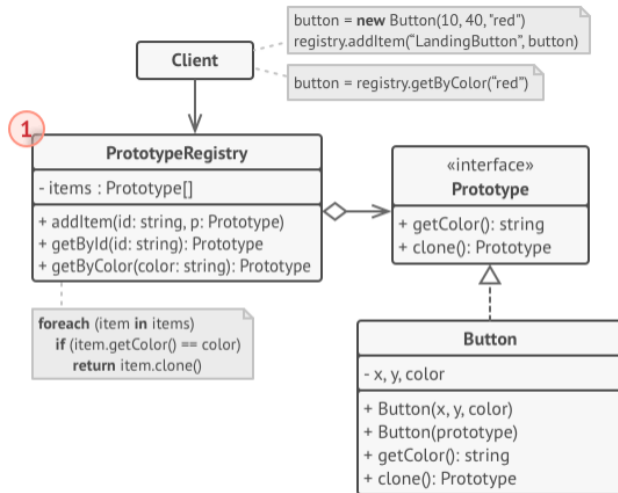 button = new Button(10, 40, "red")
registry.addItem(“LandingButton”, button)
Client
button = registry.getByColor(“red”)
1
PrototypeRegistry
- items : Prototype[]
+ addItem(id: string, p: Prototype)
+ getById(id: string): Prototype
+ getByColor(color: string): Prototype
«interface»
Prototype
+ getColor(): string
+ clone(): Prototype
foreach (item in items)
if (item.getColor() == color)
return item.clone()
Button
- x, y, color
+ Button(x, y, color)
+ Button(prototype)
+ getColor(): string
+ clone(): Prototype